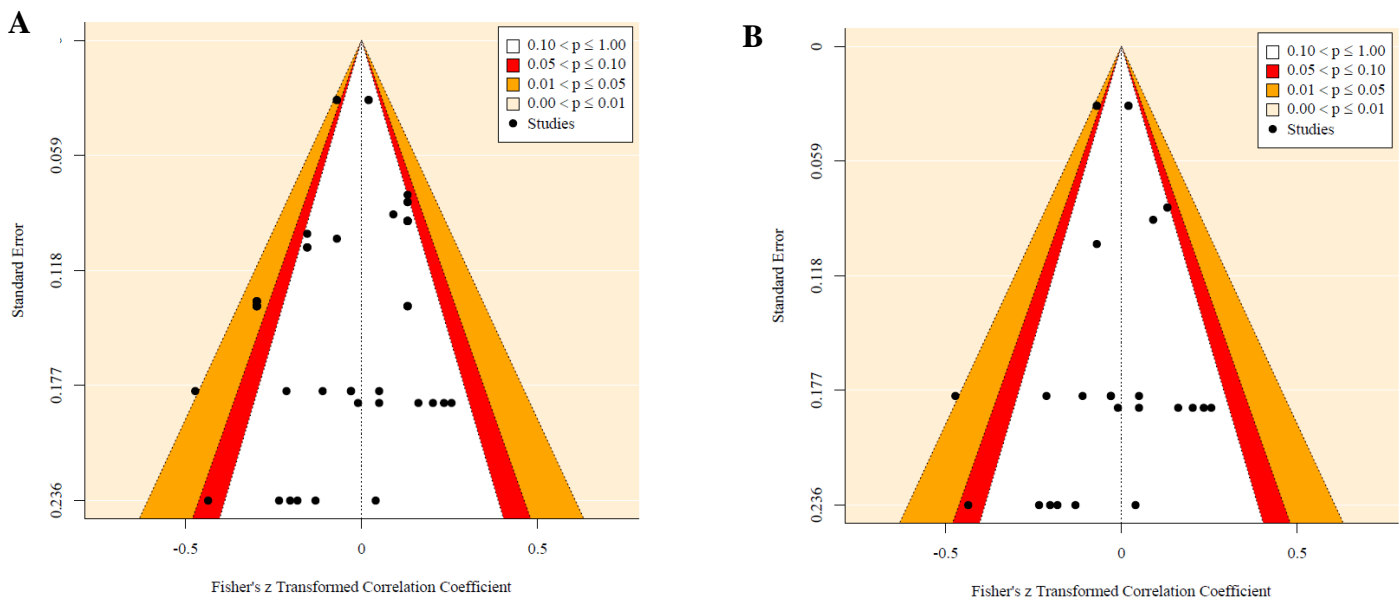 A
0.10 < p ≤ 1.00
0.05 < p ≤ 0.10
0.01 < p ≤ 0.05
0.00 < p ≤ 0.01
Studies
0.059
0.118
0.177
0.236
Standard Error
-0.5
0
0.5
Fisher's z Transformed Correlation Coefficient
B
0.10 < p ≤ 1.00
0.05 < p ≤ 0.10
0.01 < p ≤ 0.05
0.00 < p ≤ 0.01
Studies
0
0.059
0.118
0.177
0.236
Standard Error
-0.5
0
0.5
Fisher's z Transformed Correlation Coefficient